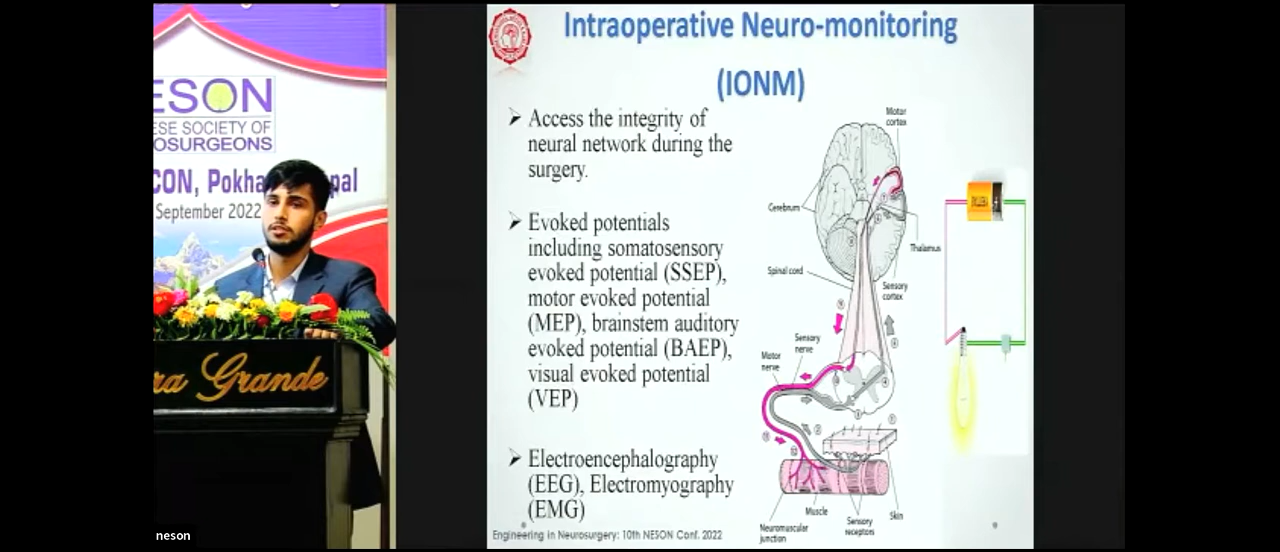 ESON
ESE SOCIETY OF
OSURGEONS
CON, Pokha pal
September 2022
ra Grande
neson
Intraoperative Neuro-monitoring
(IONM)
Access the integrity of
neural network during the
surgery.
Evoked potentials
including somatosensory
evoked potential (SSEP),
motor evoked potential
(MEP), brainstem auditory
evoked potential (BAEP),
visual evoked potential
(VEP)
Electroencephalography
(EEG), Electromyography
(EMG)
Motor
cortex
Cerebrum
Thalamus
Spinal cord
Sensory
cortex
Sensory
nerve
Motor
nerve
Muscle
Sensory
receptors
Skin
Neuromuscular
junction
Engineering in Neurosurgery: 10th NESON Conf. 2022